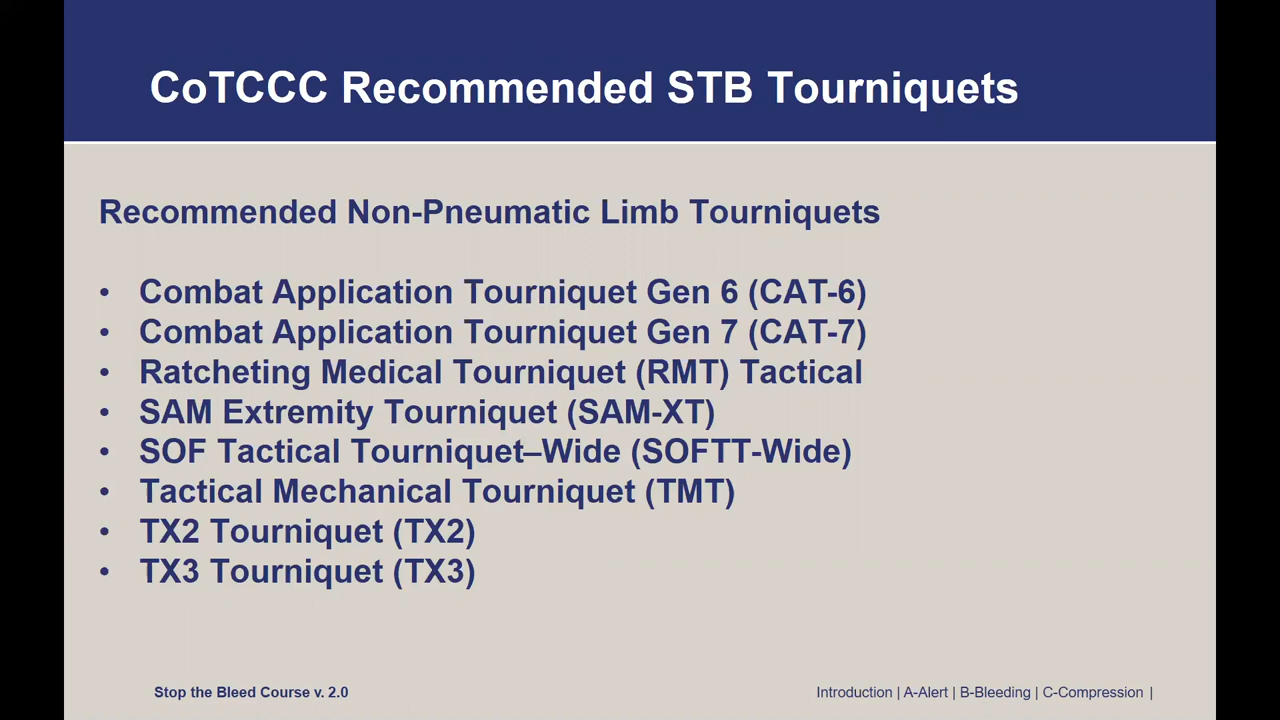 CoTCCC Recommended STB Tourniquets
Recommended Non-Pneumatic Limb Tourniquets
• Combat Application Tourniquet Gen 6 (CAT-6)
• Combat Application Tourniquet Gen 7 (CAT-7)
• Ratcheting Medical Tourniquet (RMT) Tactical
• SAM Extremity Tourniquet (SAM-XT)
• SOF Tactical Tourniquet–Wide (SOFTT-Wide)
• Tactical Mechanical Tourniquet (TMT)
• TX2 Tourniquet (TX2)
• TX3 Tourniquet (TX3)
Stop the Bleed Course v. 2.0
Introduction | A-Alert | B-Bleeding | C-Compression |